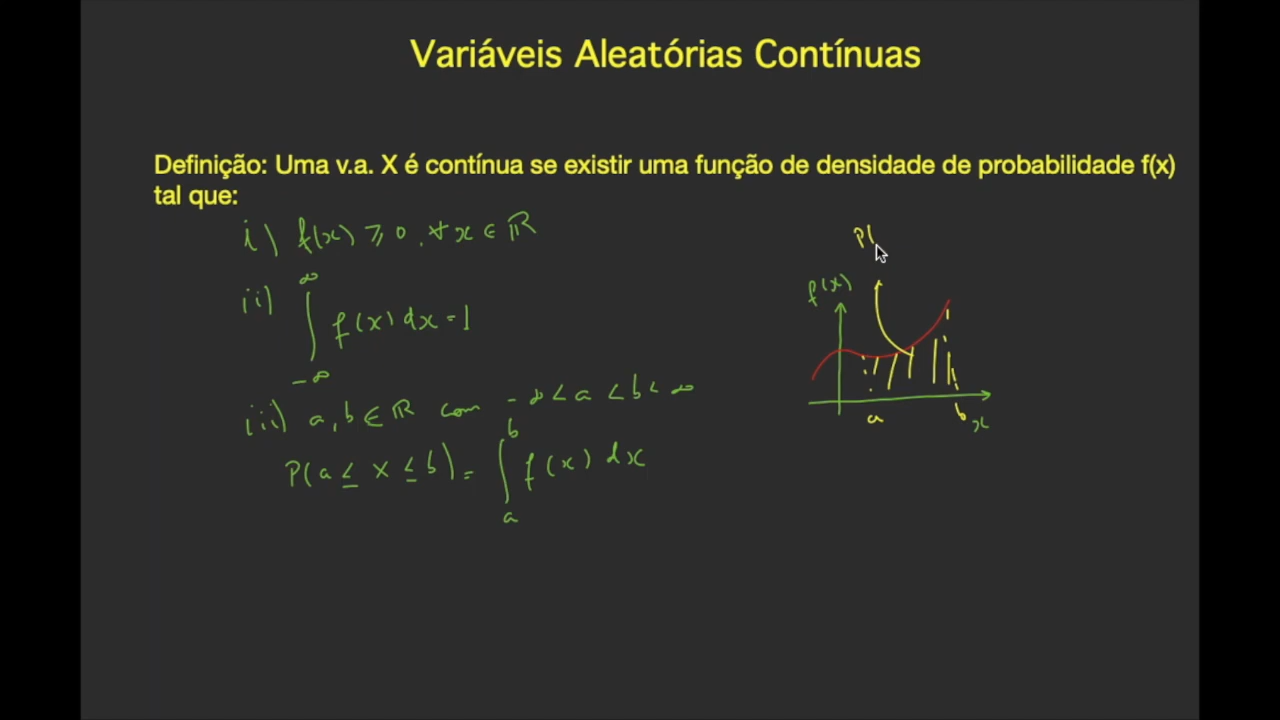 Variáveis Aleatórias Contínuas
Definição: Uma v.a. X é contínua se existir uma função de densidade de probabilidade f(x)
tal que:
i) f(x) ≥ 0, ∀x ∈ ℝ
ii) ∫_{-∞}^{∞} f(x) dx = 1
iii) a, b ∈ ℝ com -∞ < a < b < ∞
P(a ≤ X ≤ b) = ∫_{a}^{b} f(x) dx
P(
f(x)
a
b
x